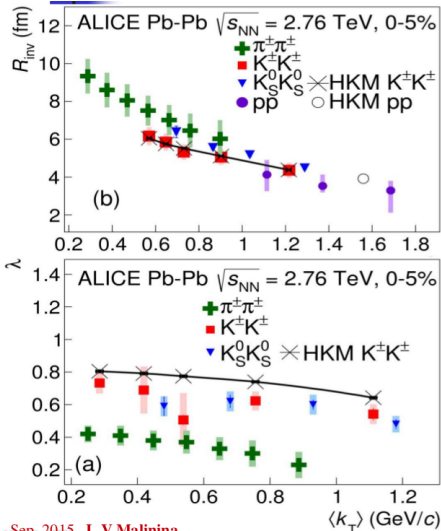 R_inv (fm)
ALICE Pb-Pb √s_NN = 2.76 TeV, 0-5%
π±π±
K±K±
K⁰_S K⁰_S HKM K±K±
pp HKM pp
12
10
8
6
4
2
(b)
0.2 0.4 0.6 0.8 1 1.2 1.4 1.6 1.8
λ
ALICE Pb-Pb √s_NN = 2.76 TeV, 0-5%
π±π±
K±K±
K⁰_S K⁰_S HKM K±K±
1.4
1.2
1
0.8
0.6
0.4
0.2
(a)
0.2 0.4 0.6 0.8 1 1.2
⟨k_T⟩ (GeV/c)
Sep, 2015, L.V.Malinina